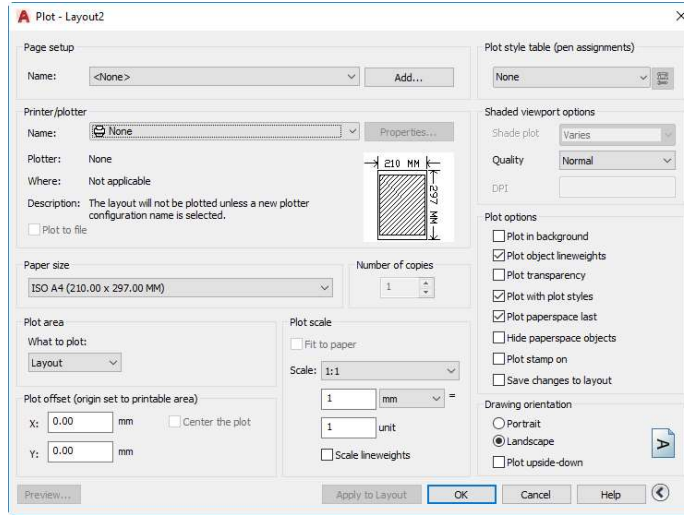 Plot - Layout2
Page setup
Name:
<None>
Add...
Plot style table (pen assignments)
None
Printer/plotter
Name:
None
Properties...
Plotter:
None
Where:
Not applicable
Description:
The layout will not be plotted unless a new plotter
configuration name is selected.
Plot to file
210 MM
297 MM
Shaded viewport options
Shade plot
Varies
Quality
Normal
DPI
Paper size
ISO A4 (210.00 x 297.00 MM)
Number of copies
1
Plot options
Plot in background
Plot object lineweights
Plot transparency
Plot with plot styles
Plot paperspace last
Hide paperspace objects
Plot stamp on
Save changes to layout
Plot area
What to plot:
Layout
Plot scale
Fit to paper
Scale:
1:1
1
mm
=
1
unit
Scale lineweights
Plot offset (origin set to printable area)
X:
0.00
mm
Center the plot
Y:
0.00
mm
Drawing orientation
Portrait
Landscape
Plot upside-down
A
Preview...
Apply to Layout
OK
Cancel
Help